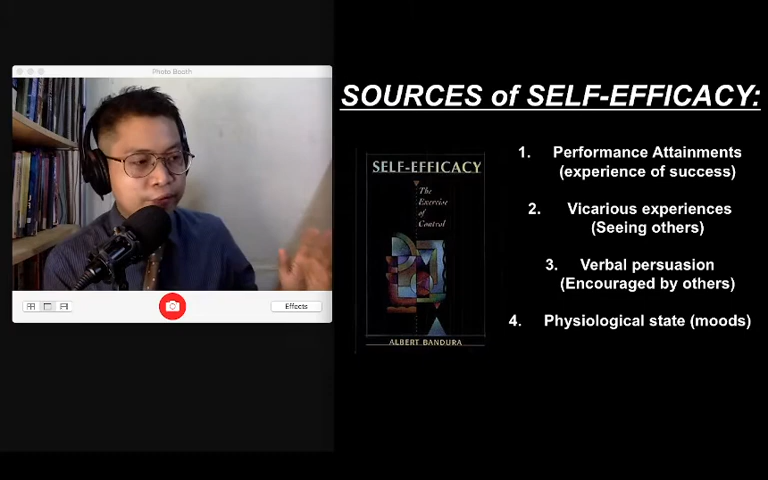 Photo Booth
SOURCES of SELF-EFFICACY:
SELF-EFFICACY
The
Exercise
of
Control
ALBERT BANDURA
1. Performance Attainments
(experience of success)
2. Vicarious experiences
(Seeing others)
3. Verbal persuasion
(Encouraged by others)
4. Physiological state (moods)
Effects